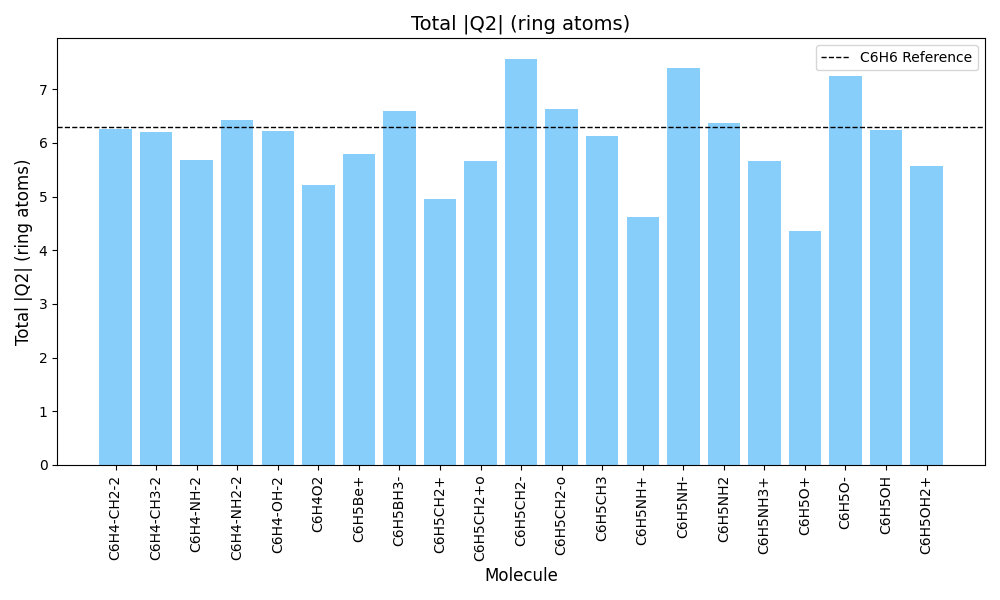 Total |Q2| (ring atoms)
C6H6 Reference
Total |Q2| (ring atoms)
7
6
5
4
3
2
1
0
C6H4-CH2-2
C6H4-CH3-2
C6H4-NH-2
C6H4-NH2-2
C6H4-OH-2
C6H4O2
C6H5Be+
C6H5BH3-
C6H5CH2+
C6H5CH2+o
C6H5CH2-
C6H5CH2-o
C6H5CH3
C6H5NH+
C6H5NH-
C6H5NH2
C6H5NH3+
C6H5O+
C6H5O-
C6H5OH
C6H5OH2+
Molecule